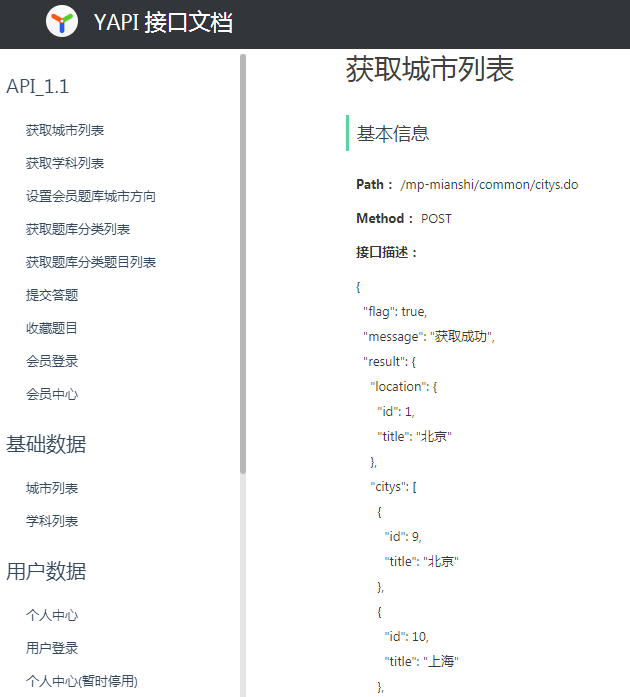 YAPI 接口文档
API_1.1
获取城市列表
获取学科列表
设置会员题库城市方向
获取题库分类列表
获取题库分类题目列表
提交答题
收藏题目
会员登录
会员中心
基础数据
城市列表
学科列表
用户数据
个人中心
用户登录
个人中心(暂时停用)
获取城市列表
基本信息
Path： /mp-mianshi/common/citys.do
Method： POST
接口描述：
{
"flag": true,
"message": "获取成功",
"result": {
"location": {
"id": 1,
"title": "北京"
},
"citys": [
{
"id": 9,
"title": "北京"
},
{
"id": 10,
"title": "上海"
},